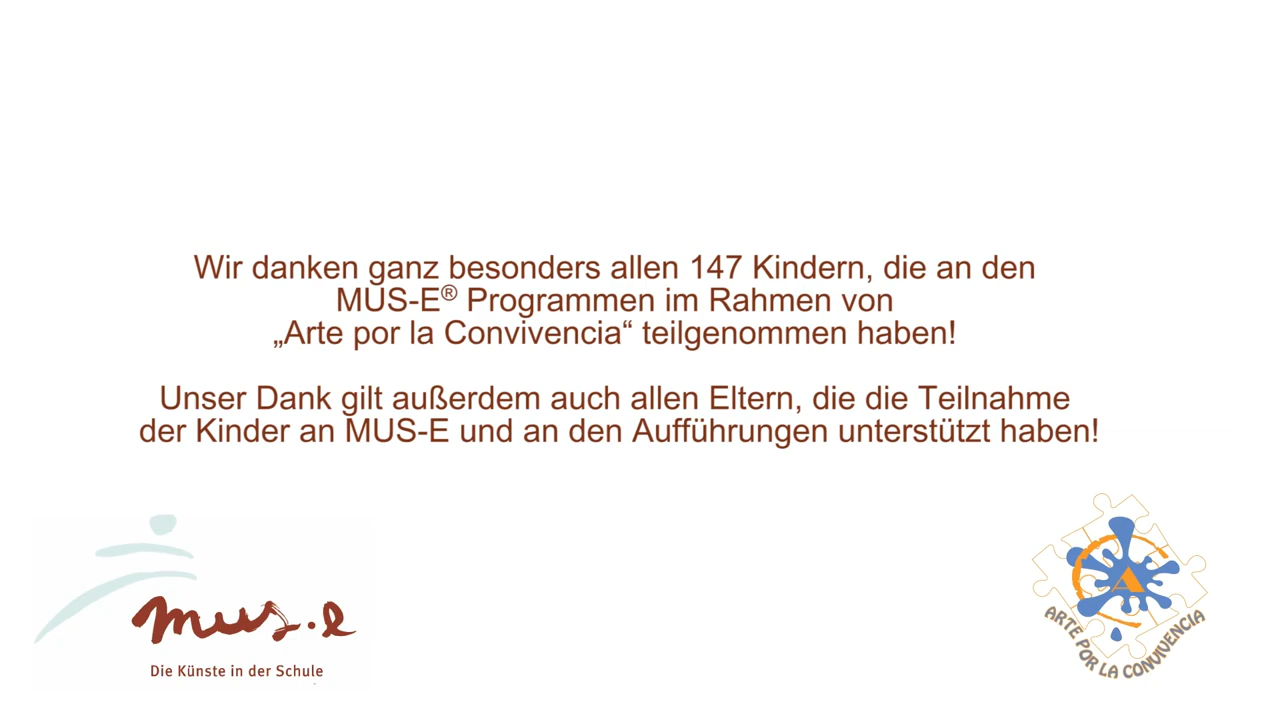 Wir danken ganz besonders allen 147 Kindern, die an den
MUS-E® Programmen im Rahmen von
„Arte por la Convivencia“ teilgenommen haben!
Unser Dank gilt außerdem auch allen Eltern, die die Teilnahme
der Kinder an MUS-E und an den Aufführungen unterstützt haben!
mus-e
Die Künste in der Schule
A
ARTE POR LA CONVIVENCIA